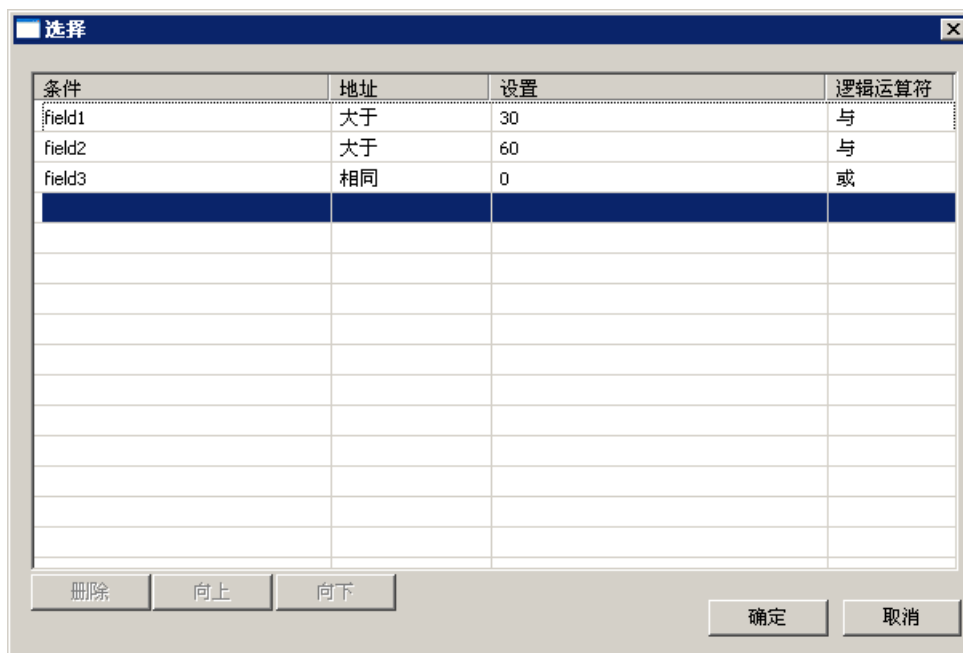 选择
条件 地址 设置 逻辑运算符
field1 大于 30 与
field2 大于 60 与
field3 相同 0 或
删除 向上 向下
确定 取消